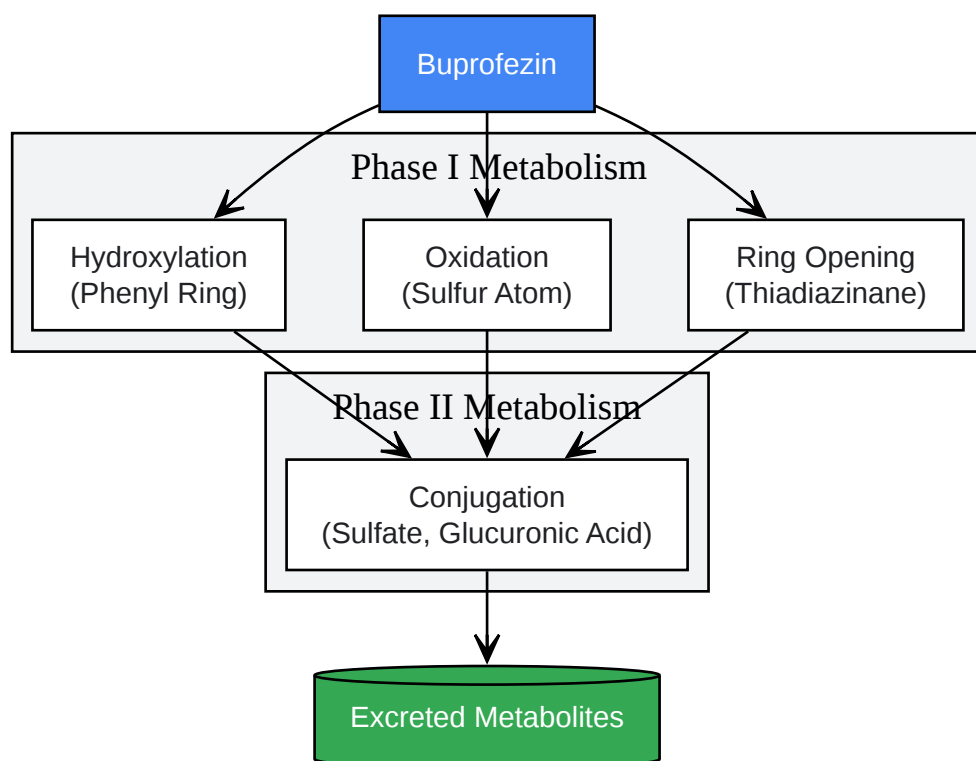 Buprofezin
Phase I Metabolism
Hydroxylation
(Phenyl Ring)
Oxidation
(Sulfur Atom)
Ring Opening
(Thiadiazinane)
Phase II Metabolism
Conjugation
(Sulfate, Glucuronic Acid)
Excreted Metabolites